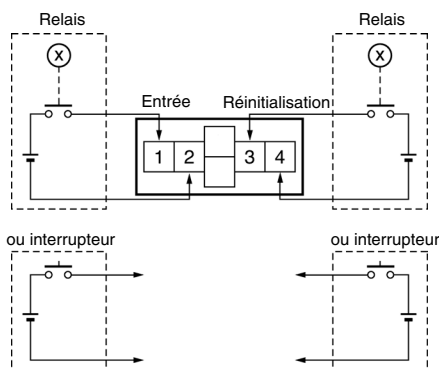 Relais Relais
X X
Entrée Réinitialisation
1 2 3 4
ou interrupteur ou interrupteur